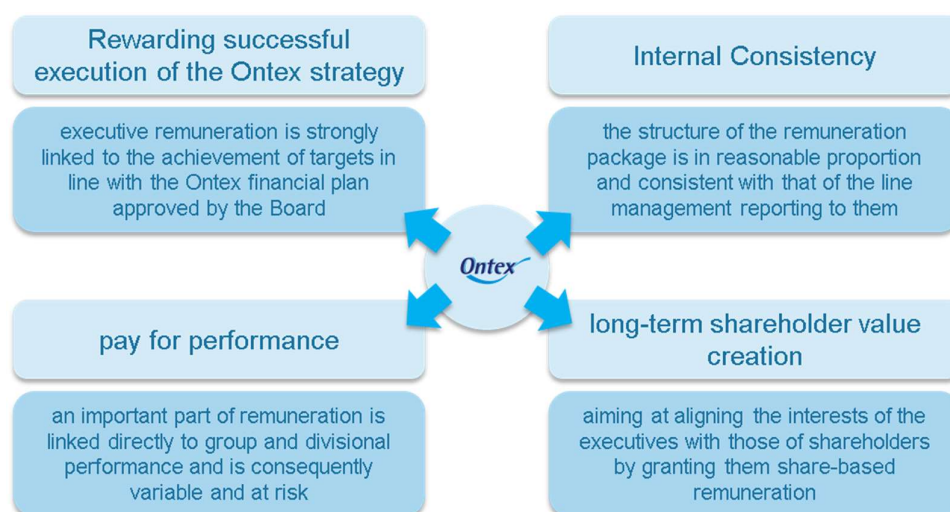 Rewarding successful
execution of the Ontex strategy
executive remuneration is strongly
linked to the achievement of targets in
line with the Ontex financial plan
approved by the Board
Internal Consistency
the structure of the remuneration
package is in reasonable proportion
and consistent with that of the line
management reporting to them
Ontex
pay for performance
an important part of remuneration is
linked directly to group and divisional
performance and is consequently
variable and at risk
long-term shareholder value
creation
aiming at aligning the interests of the
executives with those of shareholders
by granting them share-based
remuneration